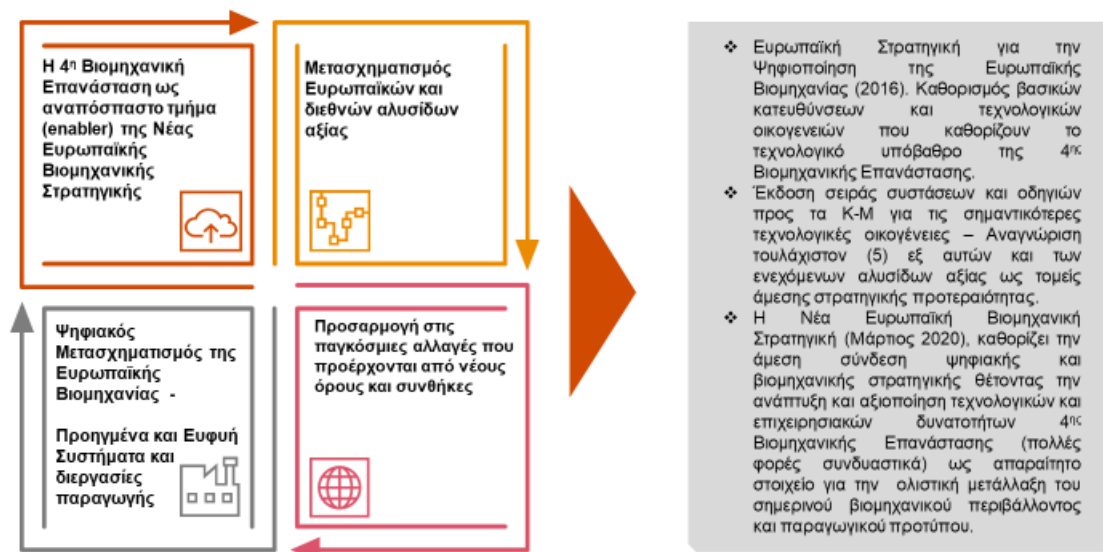 Η 4η Βιομηχανική
Επανάσταση ως
αναπόσπαστο τμήμα
(enabler) της Νέας
Ευρωπαϊκής
Βιομηχανικής
Στρατηγικής
Μετασχηματισμός
Ευρωπαϊκών και
διεθνών αλυσίδων
αξίας
Ψηφιακός
Μετασχηματισμός της
Ευρωπαϊκής
Βιομηχανίας -
Προηγμένα και Ευφυή
Συστήματα και
διεργασίες
παραγωγής
Προσαρμογή στις
παγκόσμιες αλλαγές που
προέρχονται από νέους
όρους και συνθήκες
❖ Ευρωπαϊκή Στρατηγική για την
Ψηφιοποίηση της Ευρωπαϊκής
Βιομηχανίας (2016). Καθορισμός βασικών
κατευθύνσεων και τεχνολογικών
οικογενειών που καθορίζουν το
τεχνολογικό υπόβαθρο της 4ης
Βιομηχανικής Επανάστασης.
❖ Έκδοση σειράς συστάσεων και οδηγιών
προς τα Κ-Μ για τις σημαντικότερες
τεχνολογικές οικογένειες – Αναγνώριση
τουλάχιστον (5) εξ αυτών και των
ενεχόμενων αλυσίδων αξίας ως τομείς
άμεσης στρατηγικής προτεραιότητας.
❖ Η Νέα Ευρωπαϊκή Βιομηχανική
Στρατηγική (Μάρτιος 2020), καθορίζει την
άμεση σύνδεση ψηφιακής και
βιομηχανικής στρατηγικής θέτοντας την
ανάπτυξη και αξιοποίηση τεχνολογικών και
επιχειρησιακών δυνατοτήτων 4ης
Βιομηχανικής Επανάστασης (πολλές
φορές συνδυαστικά) ως απαραίτητο
στοιχείο για την ολιστική μετάλλαξη του
σημερινού βιομηχανικού περιβάλλοντος
και παραγωγικού προτύπου.